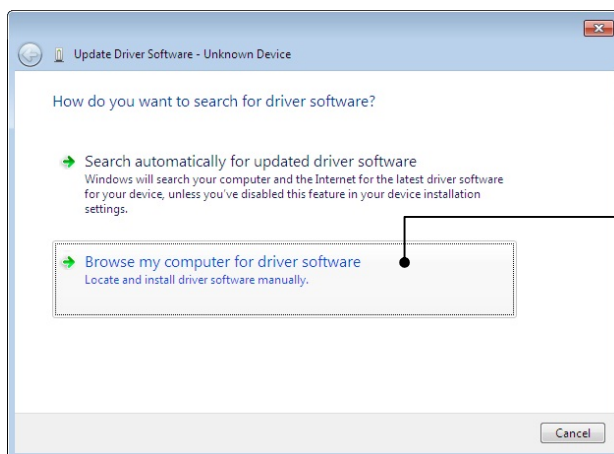 Update Driver Software - Unknown Device
How do you want to search for driver software?
Search automatically for updated driver software
Windows will search your computer and the Internet for the latest driver software
for your device, unless you've disabled this feature in your device installation
settings.
Browse my computer for driver software
Locate and install driver software manually.
Cancel